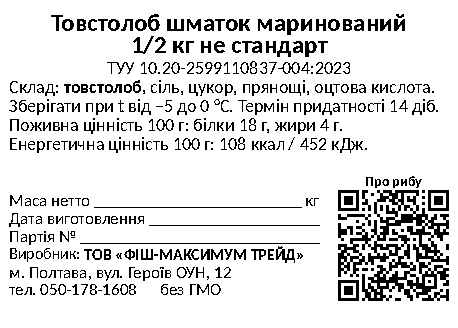 Товстолоб шматок маринований
1/2 кг не стандарт
ТУУ 10.20-2599110837-004:2023
Склад: товстолоб, сіль, цукор, прянощі, оцтова кислота.
Зберігати при t від −5 до 0 °C. Термін придатності 14 діб.
Поживна цінність 100 г: білки 18 г, жири 4 г.
Енергетична цінність 100 г: 108 ккал / 452 кДж.
Про рибу
Маса нетто ________________________ кг
Дата виготовлення ____________________
Партія № ____________________________
Виробник: ТОВ «ФІШ-МАКСИМУМ ТРЕЙД»
м. Полтава, вул. Героїв ОУН, 12
тел. 050-178-1608 без ГМО